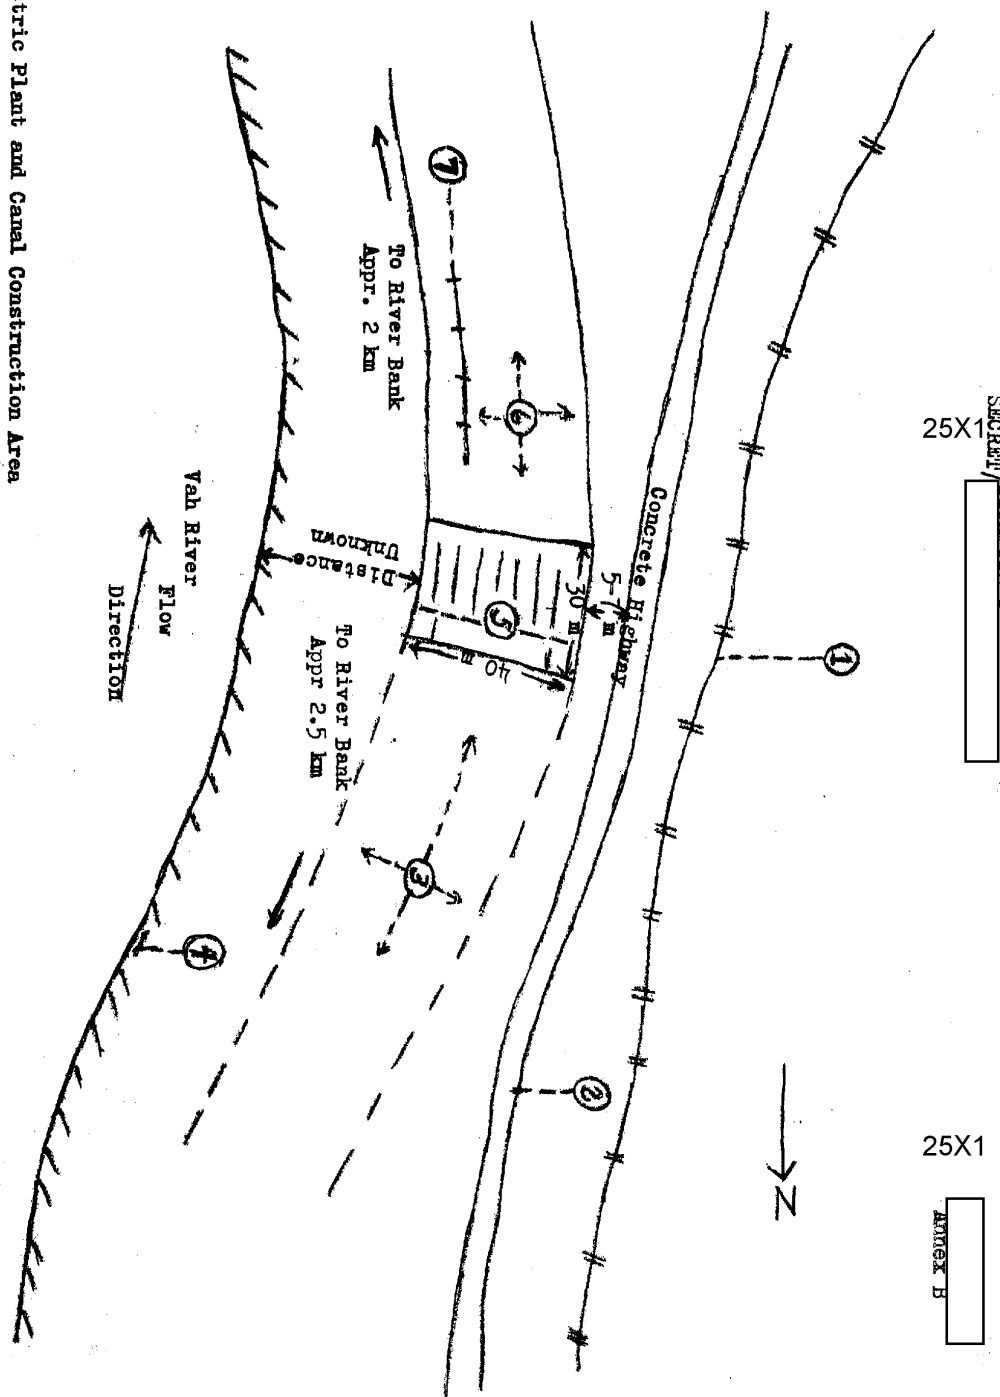 SECRET/
25X1
25X1
Annex B
N
1
2
Concrete Highway
5-7
m
30 m
40 m
5
3
6
7
4
To River Bank
Appr. 2 km
To River Bank
Appr 2.5 km
Distance
Unknown
Vah River
Flow
Direction
tric Plant and Canal Construction Area